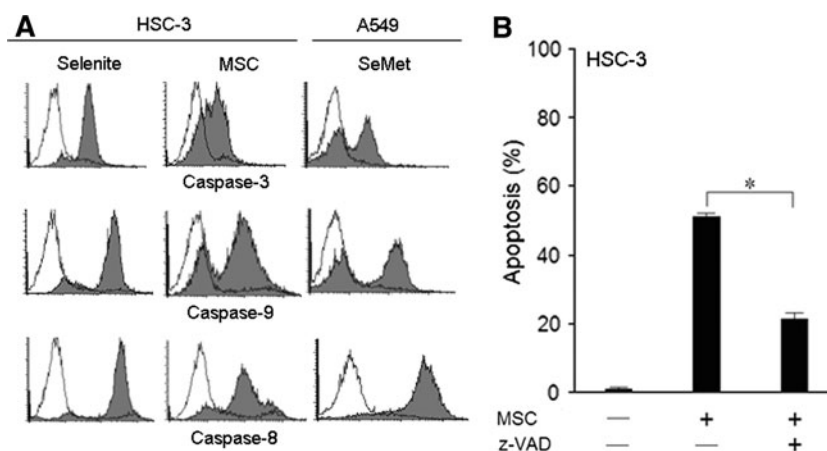 A
HSC-3 A549
Selenite MSC SeMet
Caspase-3
Caspase-9
Caspase-8
B
HSC-3
Apoptosis (%)
100
80
60
40
20
0
*
MSC — + +
z-VAD — — +